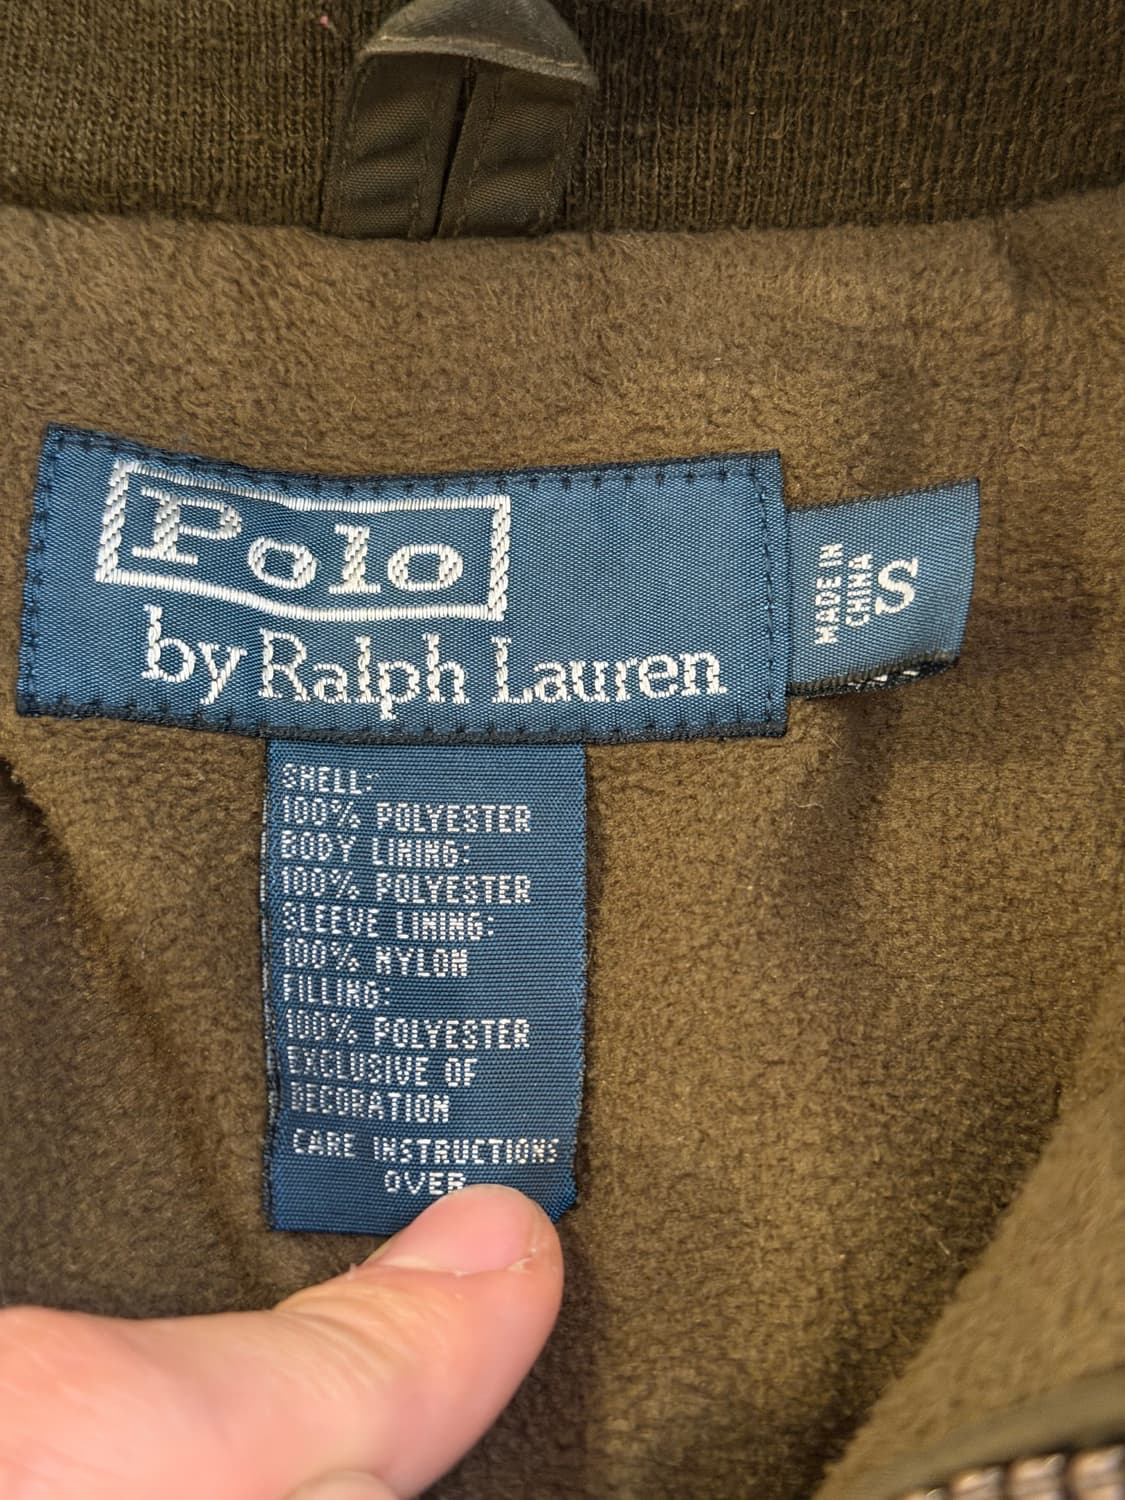 Polo
by Ralph Lauren
MADE IN
CHINA
S
SHELL:
100% POLYESTER
BODY LINING:
100% POLYESTER
SLEEVE LINING:
100% NYLON
FILLING:
100% POLYESTER
EXCLUSIVE OF
DECORATION
CARE INSTRUCTIONS
OVER